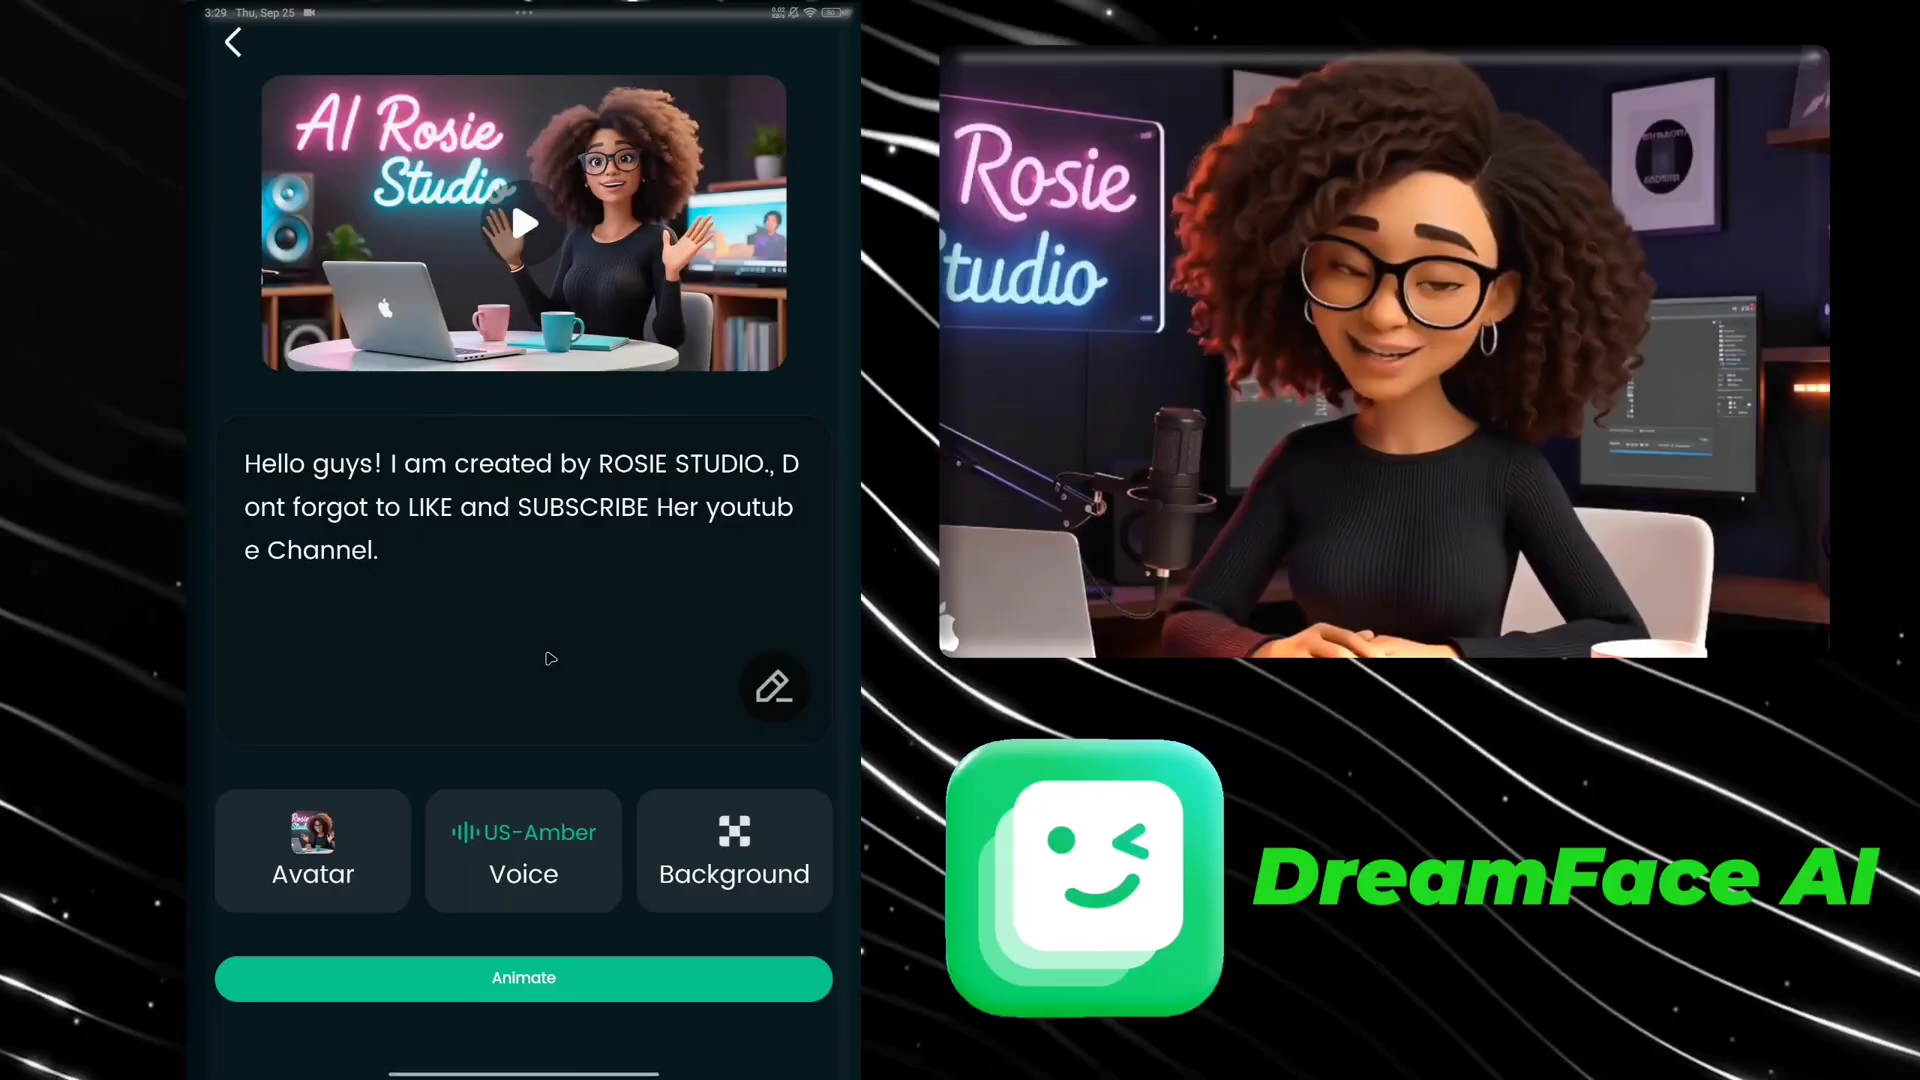 3:29 Thu, Sep 25
AI Rosie
Studio
Hello guys! I am created by ROSIE STUDIO., D
ont forgot to LIKE and SUBSCRIBE Her youtub
e Channel.
Avatar
US-Amber
Voice
Background
Animate
Rosie
tudio
DreamFace AI